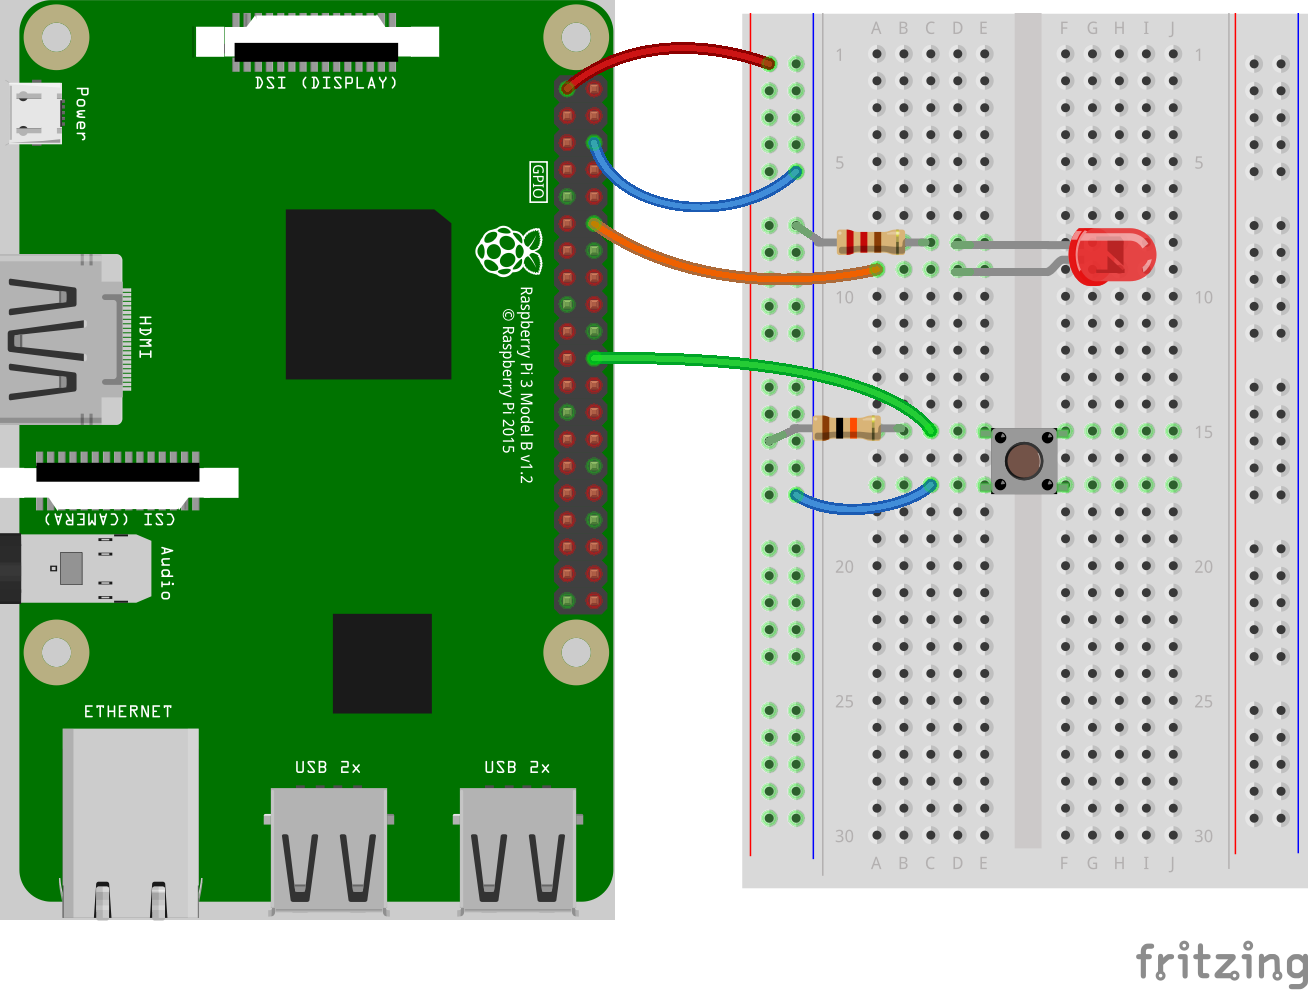 DSI (DISPLAY)
Power
GPIO
HDMI
Raspberry Pi 3 Model B v1.2
© Raspberry Pi 2015
CSI (CAMERA)
Audio
ETHERNET
USB 2x
USB 2x
A B C D E F G H I J
1 1
5 5
10 10
15 15
20 20
25 25
30 30
A B C D E F G H I J
fritzing